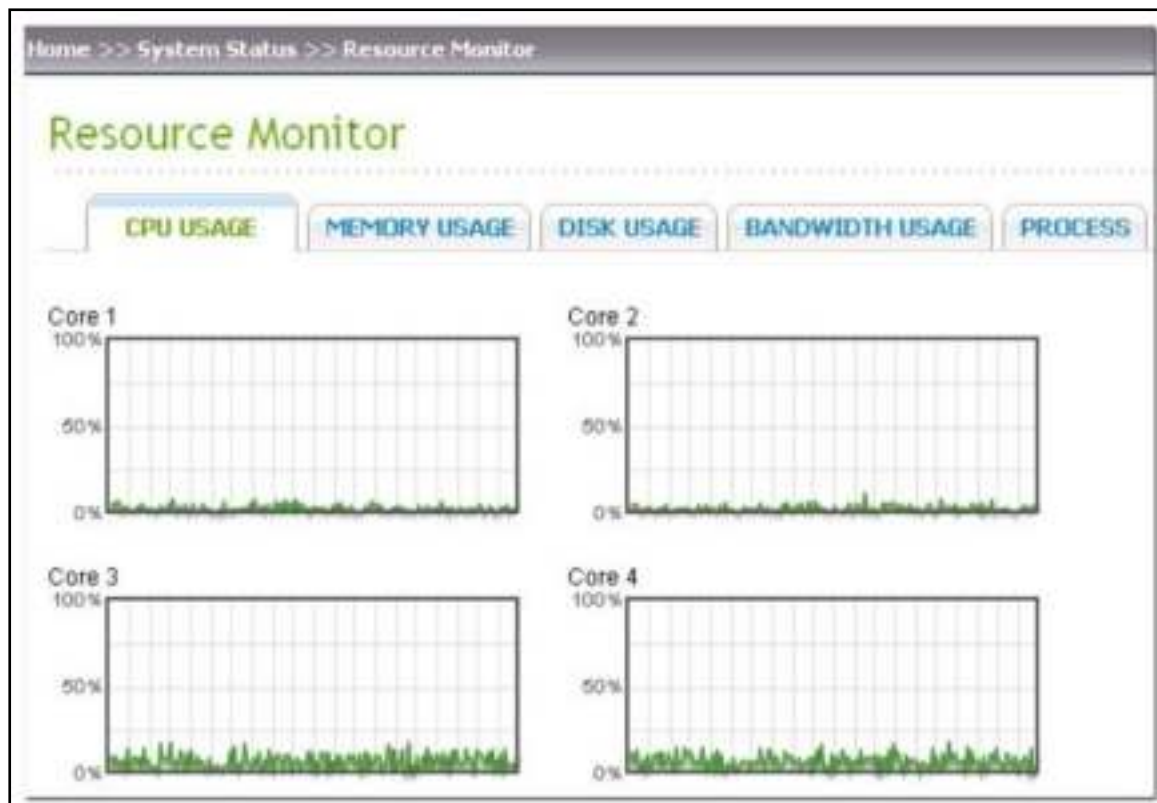 Home >> System Status >> Resource Monitor
Resource Monitor
CPU USAGE MEMORY USAGE DISK USAGE BANDWIDTH USAGE PROCESS
Core 1
100%
50%
0%
Core 2
100%
50%
0%
Core 3
100%
50%
0%
Core 4
100%
50%
0%